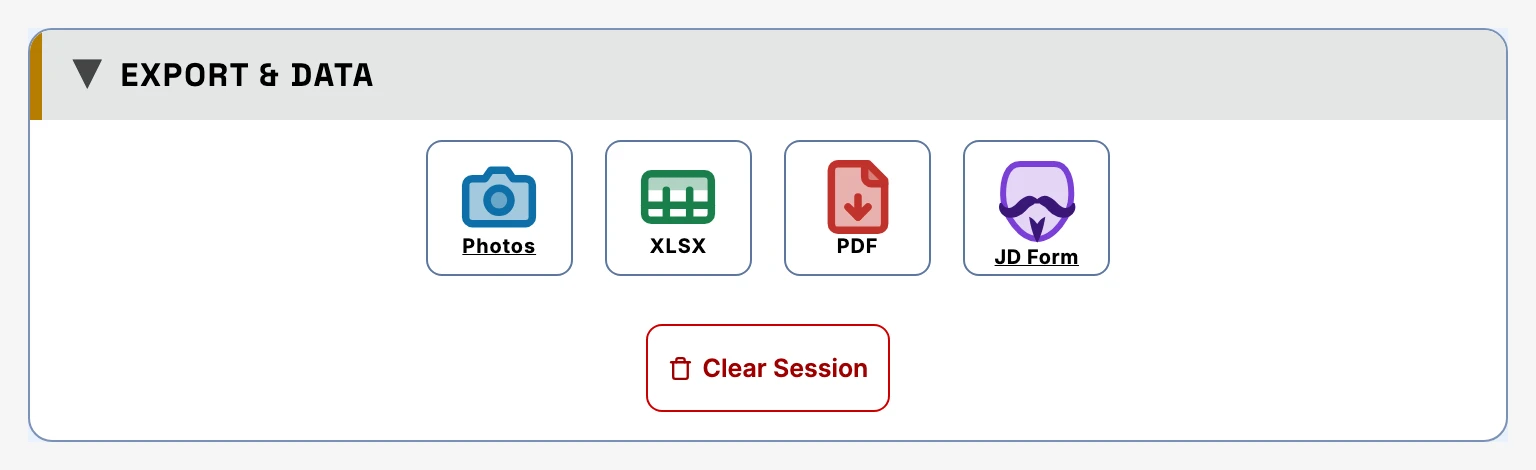 EXPORT & DATA
Photos
XLSX
PDF
JD Form
Clear Session